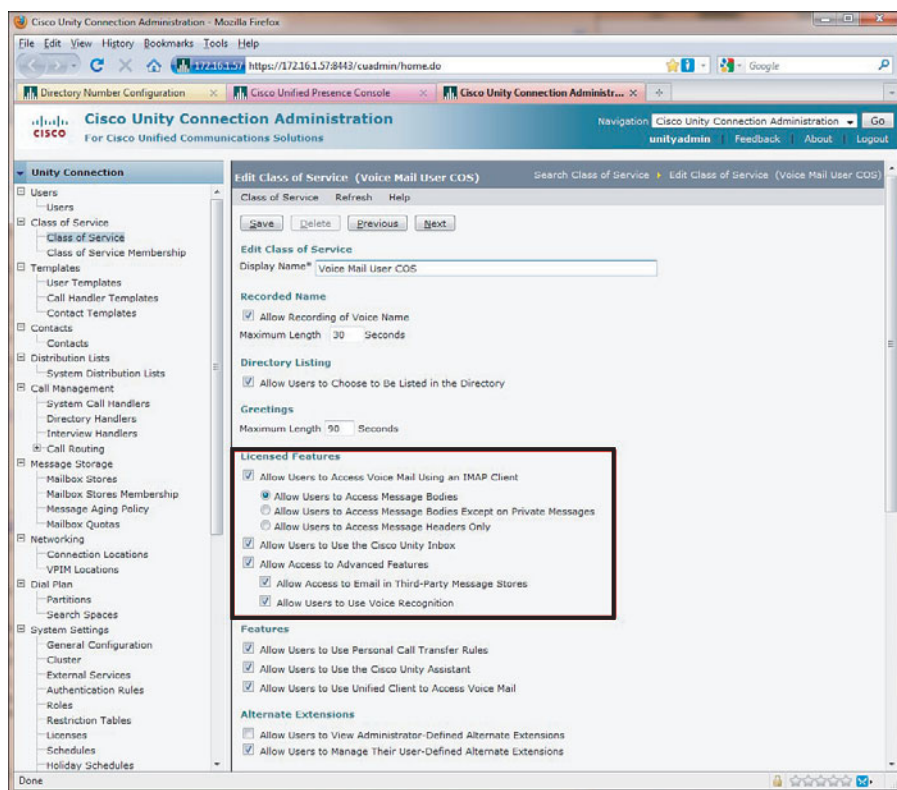 Cisco Unity Connection Administration - Mozilla Firefox
File Edit View History Bookmarks Tools Help
172.16.1.57 https://172.16.1.57:8443/cuadmin/home.do
Google
Directory Number Configuration
Cisco Unified Presence Console
Cisco Unity Connection Administr...
CISCO
Cisco Unity Connection Administration
For Cisco Unified Communications Solutions
Navigation Cisco Unity Connection Administration Go
unityadmin | Feedback | About | Logout
Unity Connection
Users
Users
Class of Service
Class of Service
Class of Service Membership
Templates
User Templates
Call Handler Templates
Contact Templates
Contacts
Contacts
Distribution Lists
System Distribution Lists
Call Management
System Call Handlers
Directory Handlers
Interview Handlers
Call Routing
Message Storage
Mailbox Stores
Mailbox Stores Membership
Message Aging Policy
Mailbox Quotas
Networking
Connection Locations
VPIM Locations
Dial Plan
Partitions
Search Spaces
System Settings
General Configuration
Cluster
External Services
Authentication Rules
Roles
Restriction Tables
Licenses
Schedules
Holiday Schedules
Edit Class of Service (Voice Mail User COS)
Search Class of Service Edit Class of Service (Voice Mail User COS)
Class of Service Refresh Help
Save Delete Previous Next
Edit Class of Service
Display Name* Voice Mail User COS
Recorded Name
Allow Recording of Voice Name
Maximum Length 30 Seconds
Directory Listing
Allow Users to Choose to Be Listed in the Directory
Greetings
Maximum Length 90 Seconds
Licensed Features
Allow Users to Access Voice Mail Using an IMAP Client
Allow Users to Access Message Bodies
Allow Users to Access Message Bodies Except on Private Messages
Allow Users to Access Message Headers Only
Allow Users to Use the Cisco Unity Inbox
Allow Access to Advanced Features
Allow Access to Email in Third-Party Message Stores
Allow Users to Use Voice Recognition
Features
Allow Users to Use Personal Call Transfer Rules
Allow Users to Use the Cisco Unity Assistant
Allow Users to Use Unified Client to Access Voice Mail
Alternate Extensions
Allow Users to View Administrator-Defined Alternate Extensions
Allow Users to Manage Their User-Defined Alternate Extensions
Done